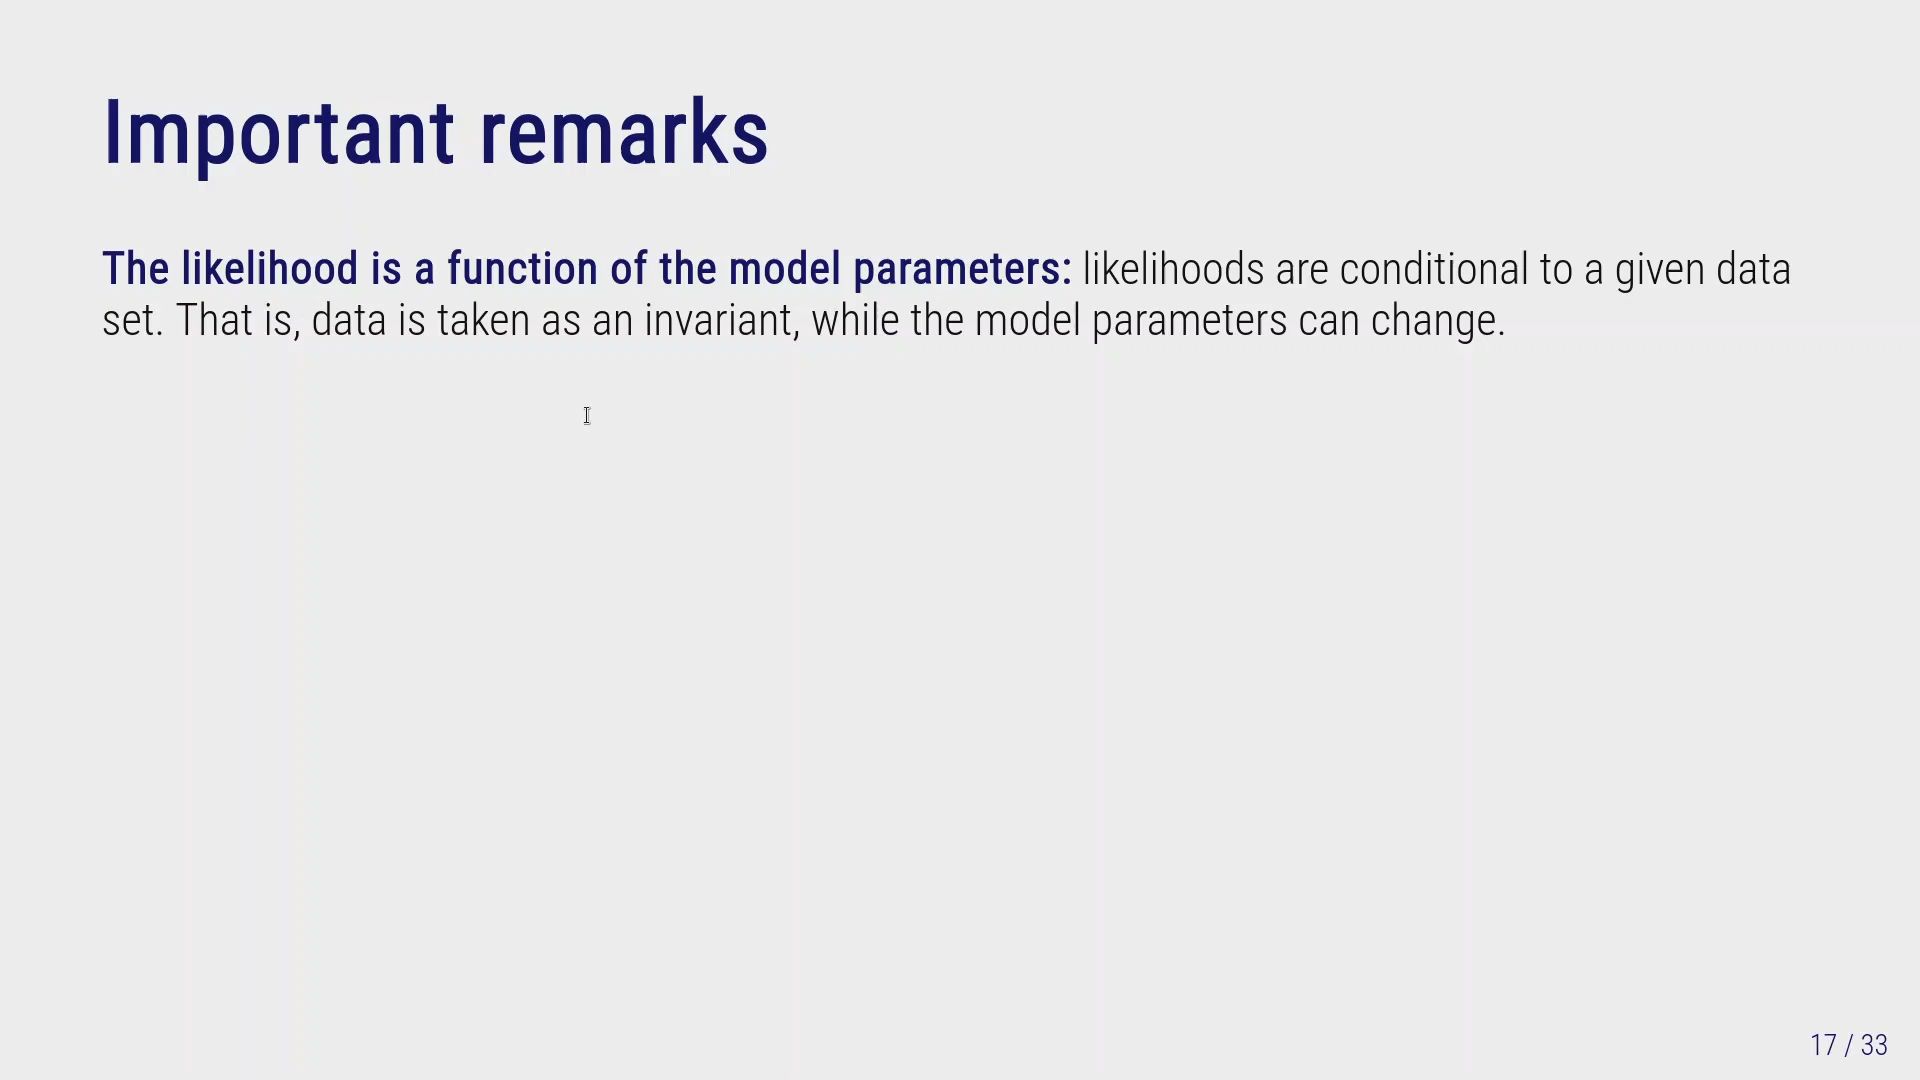 Important remarks
The likelihood is a function of the model parameters: likelihoods are conditional to a given data
set. That is, data is taken as an invariant, while the model parameters can change.
17 / 33